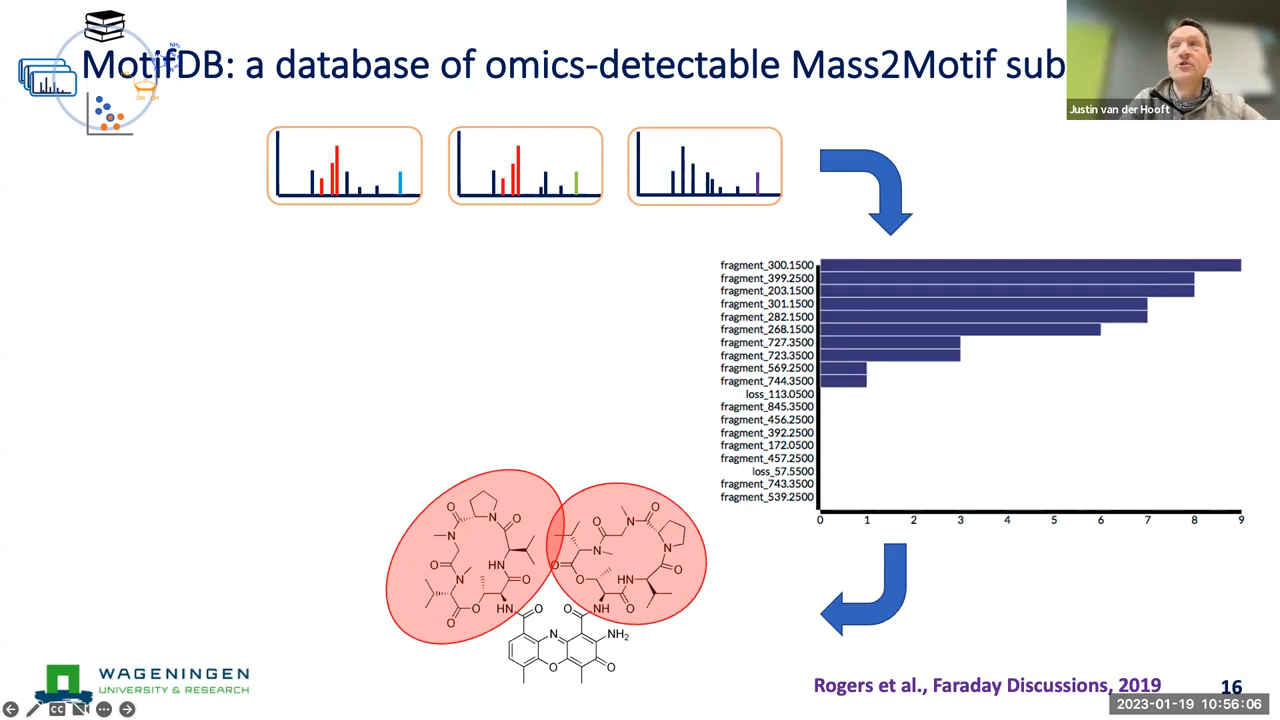 MotifDB: a database of omics-detectable Mass2Motif sub
Justin van der Hooft
fragment_300.1500
fragment_399.2500
fragment_203.1500
fragment_301.1500
fragment_282.1500
fragment_268.1500
fragment_727.3500
fragment_723.3500
fragment_569.2500
fragment_744.3500
loss_113.0500
fragment_845.3500
fragment_456.2500
fragment_392.2500
fragment_172.0500
fragment_457.2500
loss_57.5500
fragment_743.3500
fragment_539.2500
0 1 2 3 4 5 6 7 8 9
O N O
N
O N HN O
O O HN O
O N O
N
O O N O
HN O
O NH
N NH₂
O O
WAGENINGEN
UNIVERSITY & RESEARCH
Rogers et al., Faraday Discussions, 2019
16
2023-01-19 10:56:06
CC